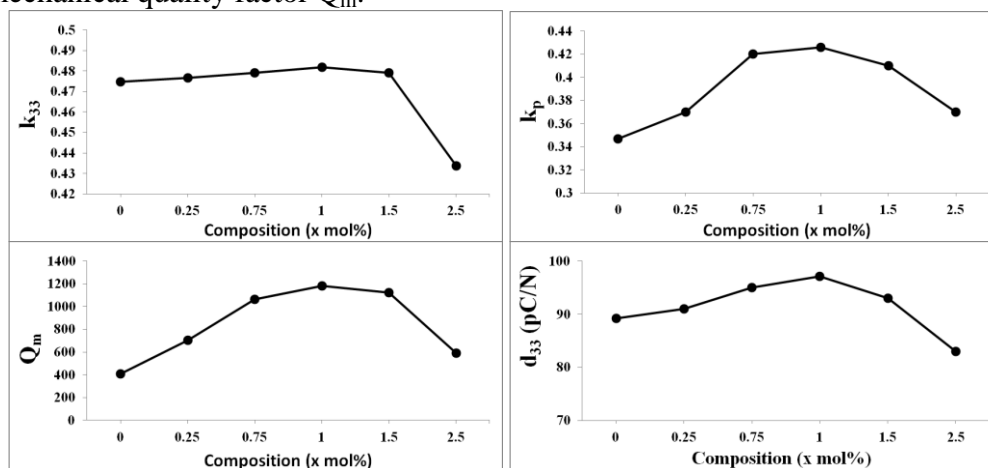 mechanical quality factor Qm.
0.5
0.49
0.48
0.47
0.46
0.45
0.44
0.43
0.42
k33
0 0.25 0.75 1 1.5 2.5
Composition (x mol%)
0.44
0.42
0.4
0.38
0.36
0.34
0.32
0.3
kp
0 0.25 0.75 1 1.5 2.5
Composition (x mol%)
1400
1200
1000
800
600
400
200
0
Qm
0 0.25 0.75 1 1.5 2.5
Composition (x mol%)
100
90
80
70
d33 (pC/N)
0 0.25 0.75 1 1.5 2.5
Composition (x mol%)